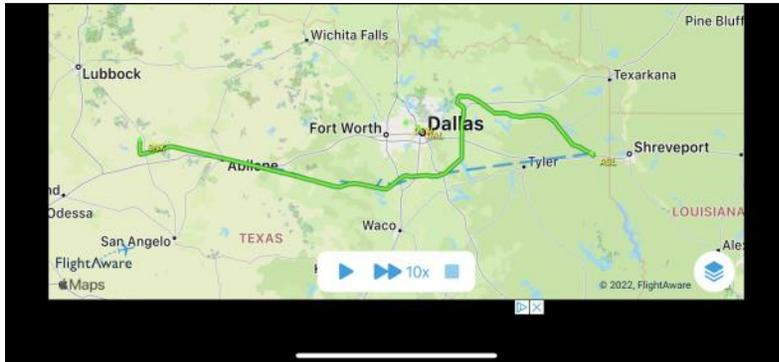 Pine Bluff
Wichita Falls
Lubbock
Texarkana
Dallas
Fort Worth
Shreveport
Abilene
Tyler
ASL
Odessa
LOUISIANA
Waco
San Angelo
TEXAS
FlightAware
10x
Maps
© 2022, FlightAware